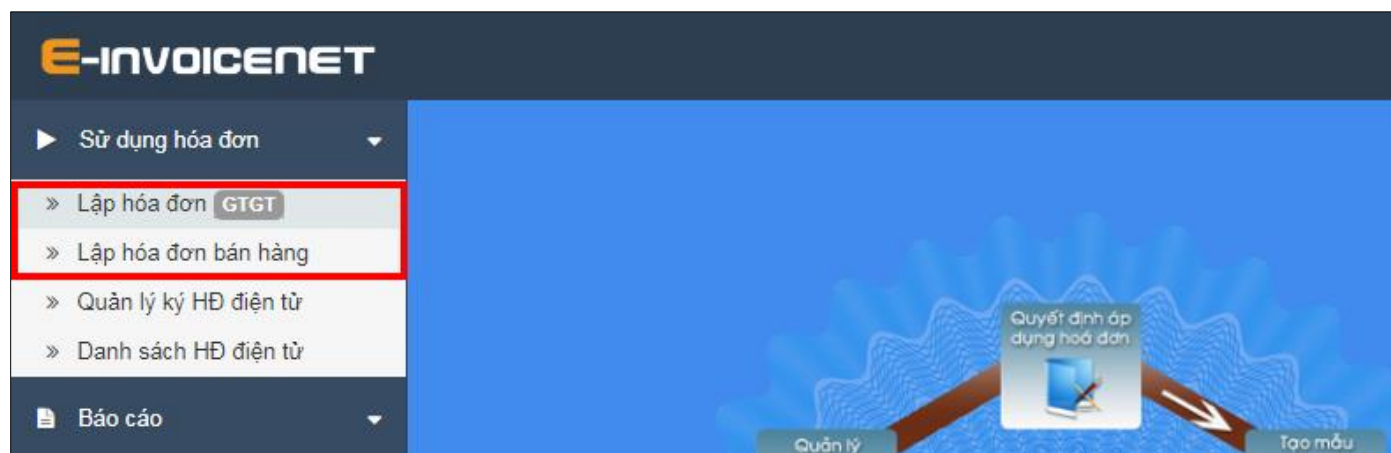 E-INVOICENET
Sử dụng hóa đơn
» Lập hóa đơn GTGT
» Lập hóa đơn bán hàng
» Quản lý ký HĐ điện tử
» Danh sách HĐ điện tử
Báo cáo
Quyết định áp
dụng hoá đơn
Quản lý
Tạo mẫu